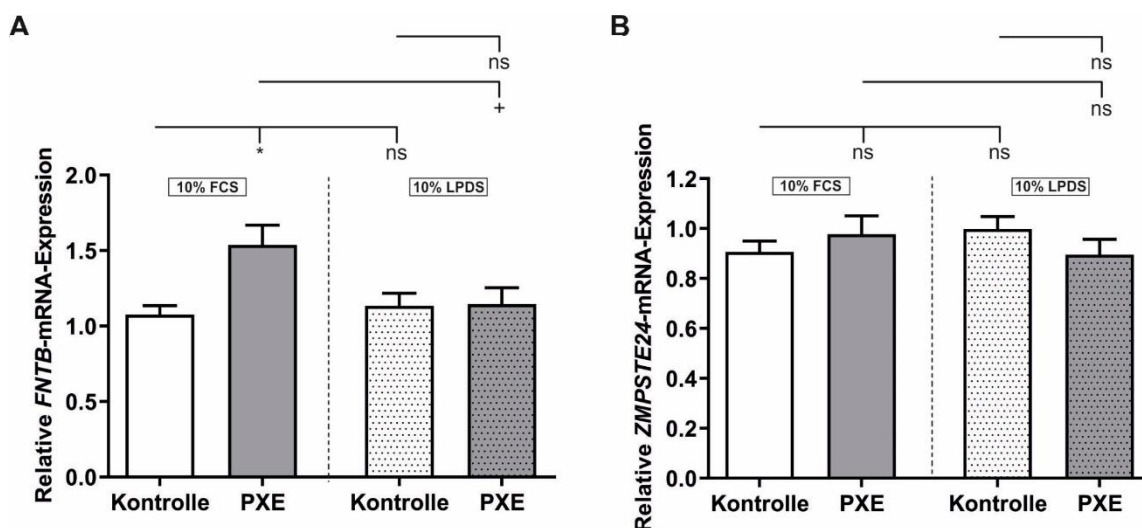 A
ns
+
* ns
Relative FNTB-mRNA-Expression
2.0
1.5
1.0
0.5
0.0
10% FCS 10% LPDS
Kontrolle PXE Kontrolle PXE
B
ns
ns
ns ns
Relative ZMPSTE24-mRNA-Expression
1.2
1.0
0.8
0.6
0.4
0.2
0.0
10% FCS 10% LPDS
Kontrolle PXE Kontrolle PXE